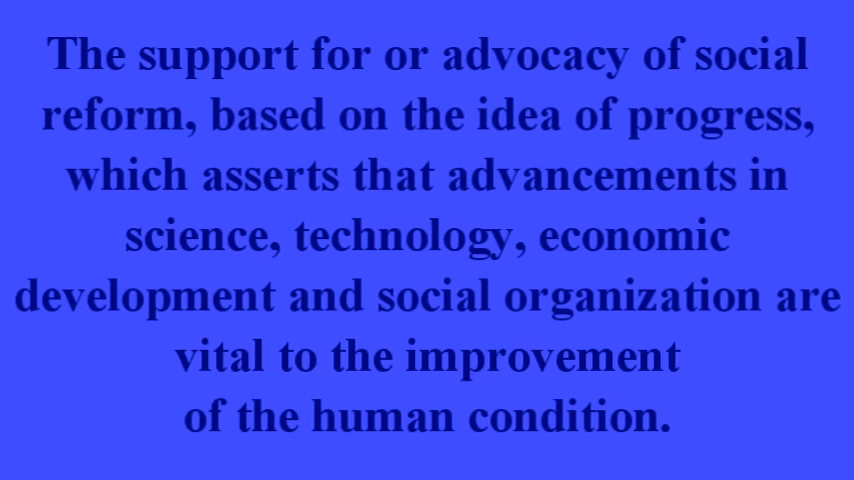 The support for or advocacy of social
reform, based on the idea of progress,
which asserts that advancements in
science, technology, economic
development and social organization are
vital to the improvement
of the human condition.